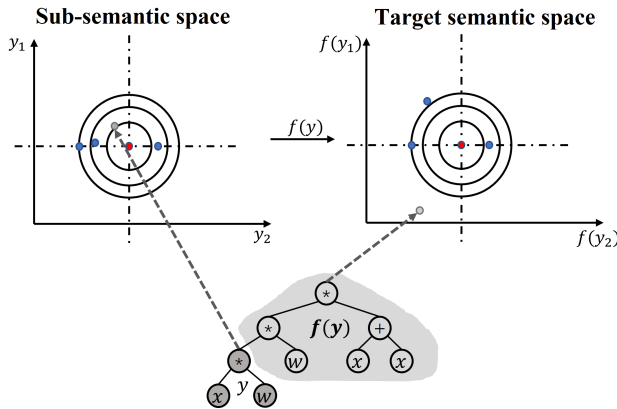 Sub-semantic space
Target semantic space
y₁
f(y₁)
f(y)
y₂
f(y₂)
*
* f(y) +
* w x x
x y w